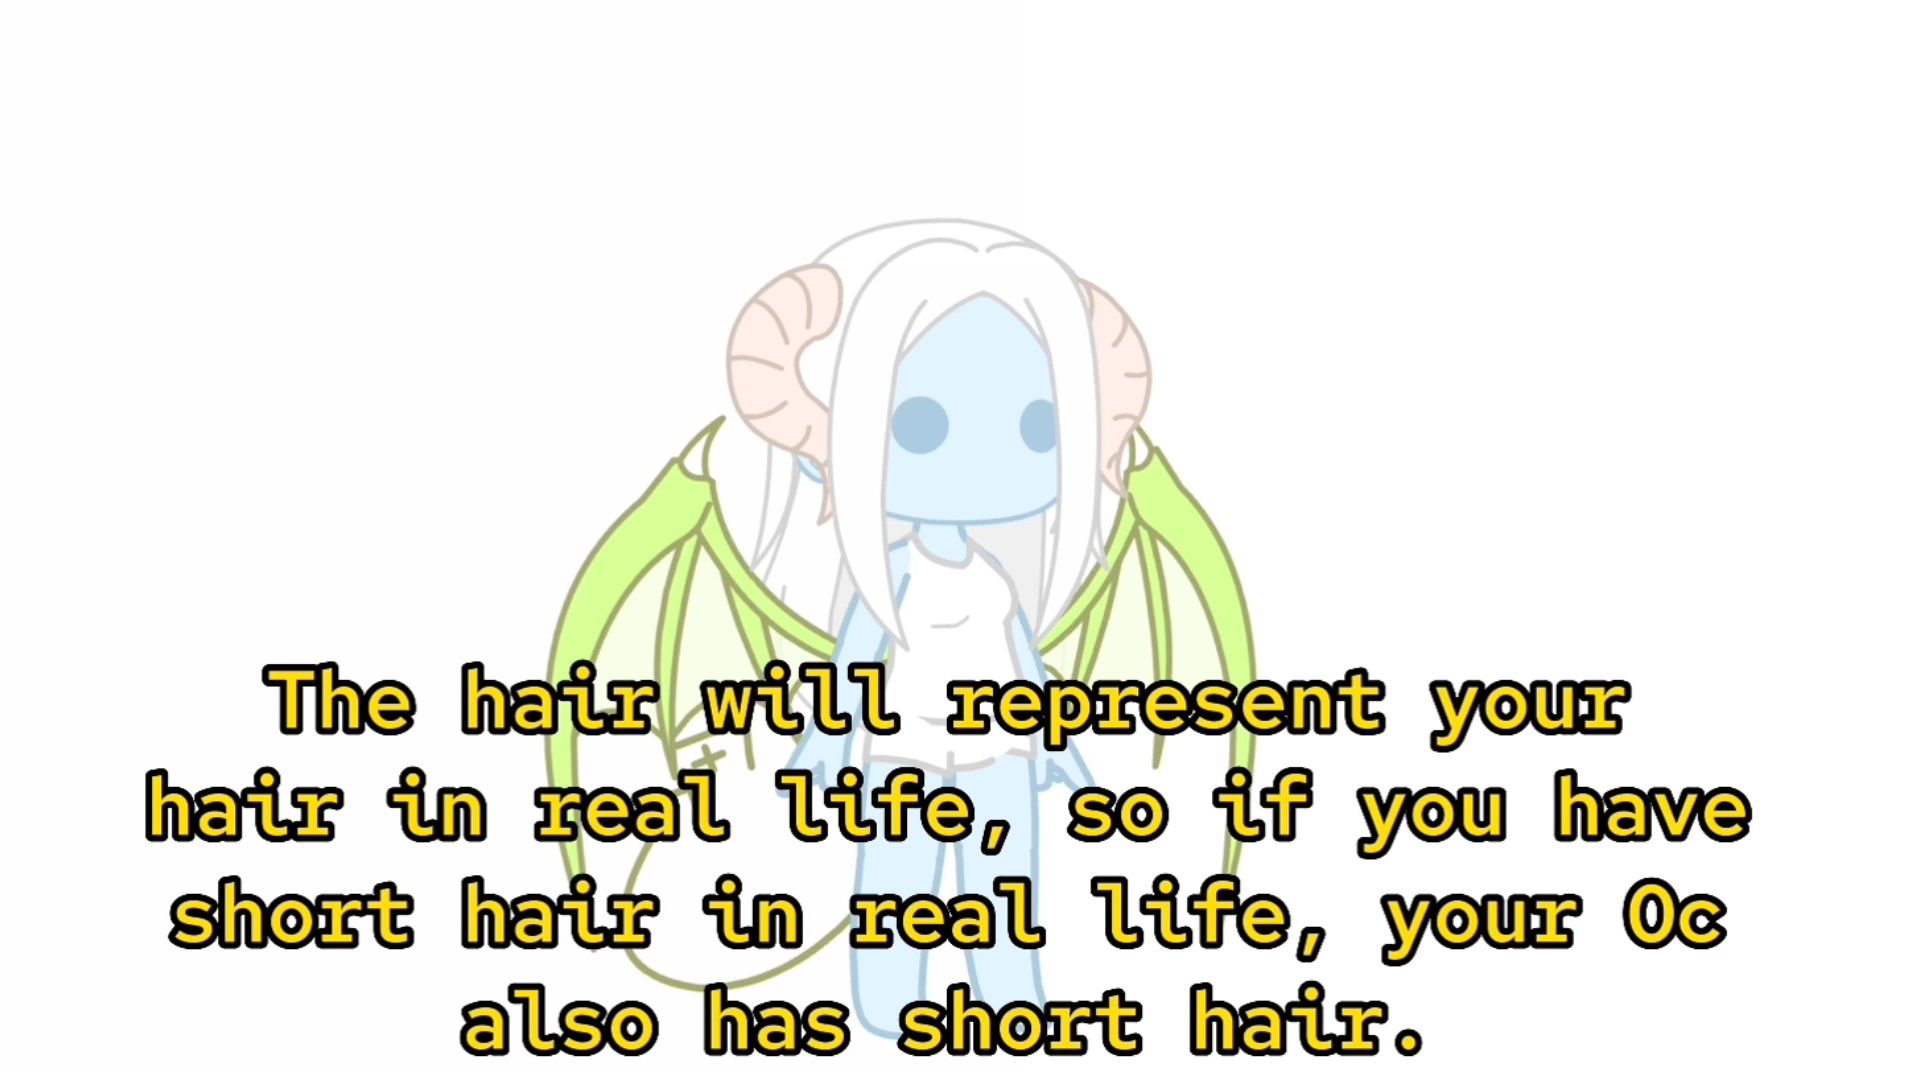 The hair will represent your
hair in real life, so if you have
short hair in real life, your Oc
also has short hair.